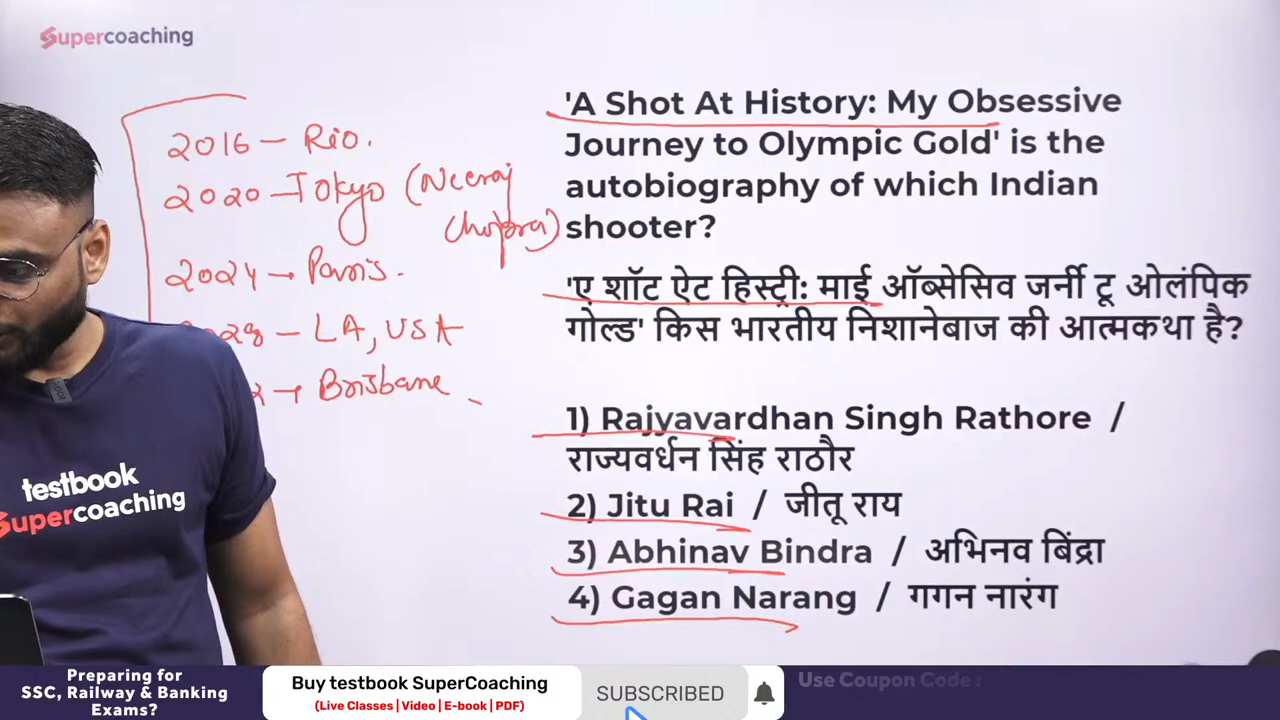 Supercoaching
2016 - Rio.
2020 - Tokyo (Neeraj
Chopra)
2024 → Paris.
28 - LA, USA
2 → Brisbane
'A Shot At History: My Obsessive
Journey to Olympic Gold' is the
autobiography of which Indian
shooter?
'ए शॉट ऐट हिस्ट्री: माई ऑब्सेसिव जर्नी टू ओलंपिक
गोल्ड' किस भारतीय निशानेबाज की आत्मकथा है?
1) Rajyavardhan Singh Rathore /
राज्यवर्धन सिंह राठौर
2) Jitu Rai / जीतू राय
3) Abhinav Bindra / अभिनव बिंद्रा
4) Gagan Narang / गगन नारंग
testbook
Supercoaching
Preparing for
SSC, Railway & Banking
Exams?
Buy testbook SuperCoaching
(Live Classes | Video | E-book | PDF)
SUBSCRIBED
Use Coupon Code :